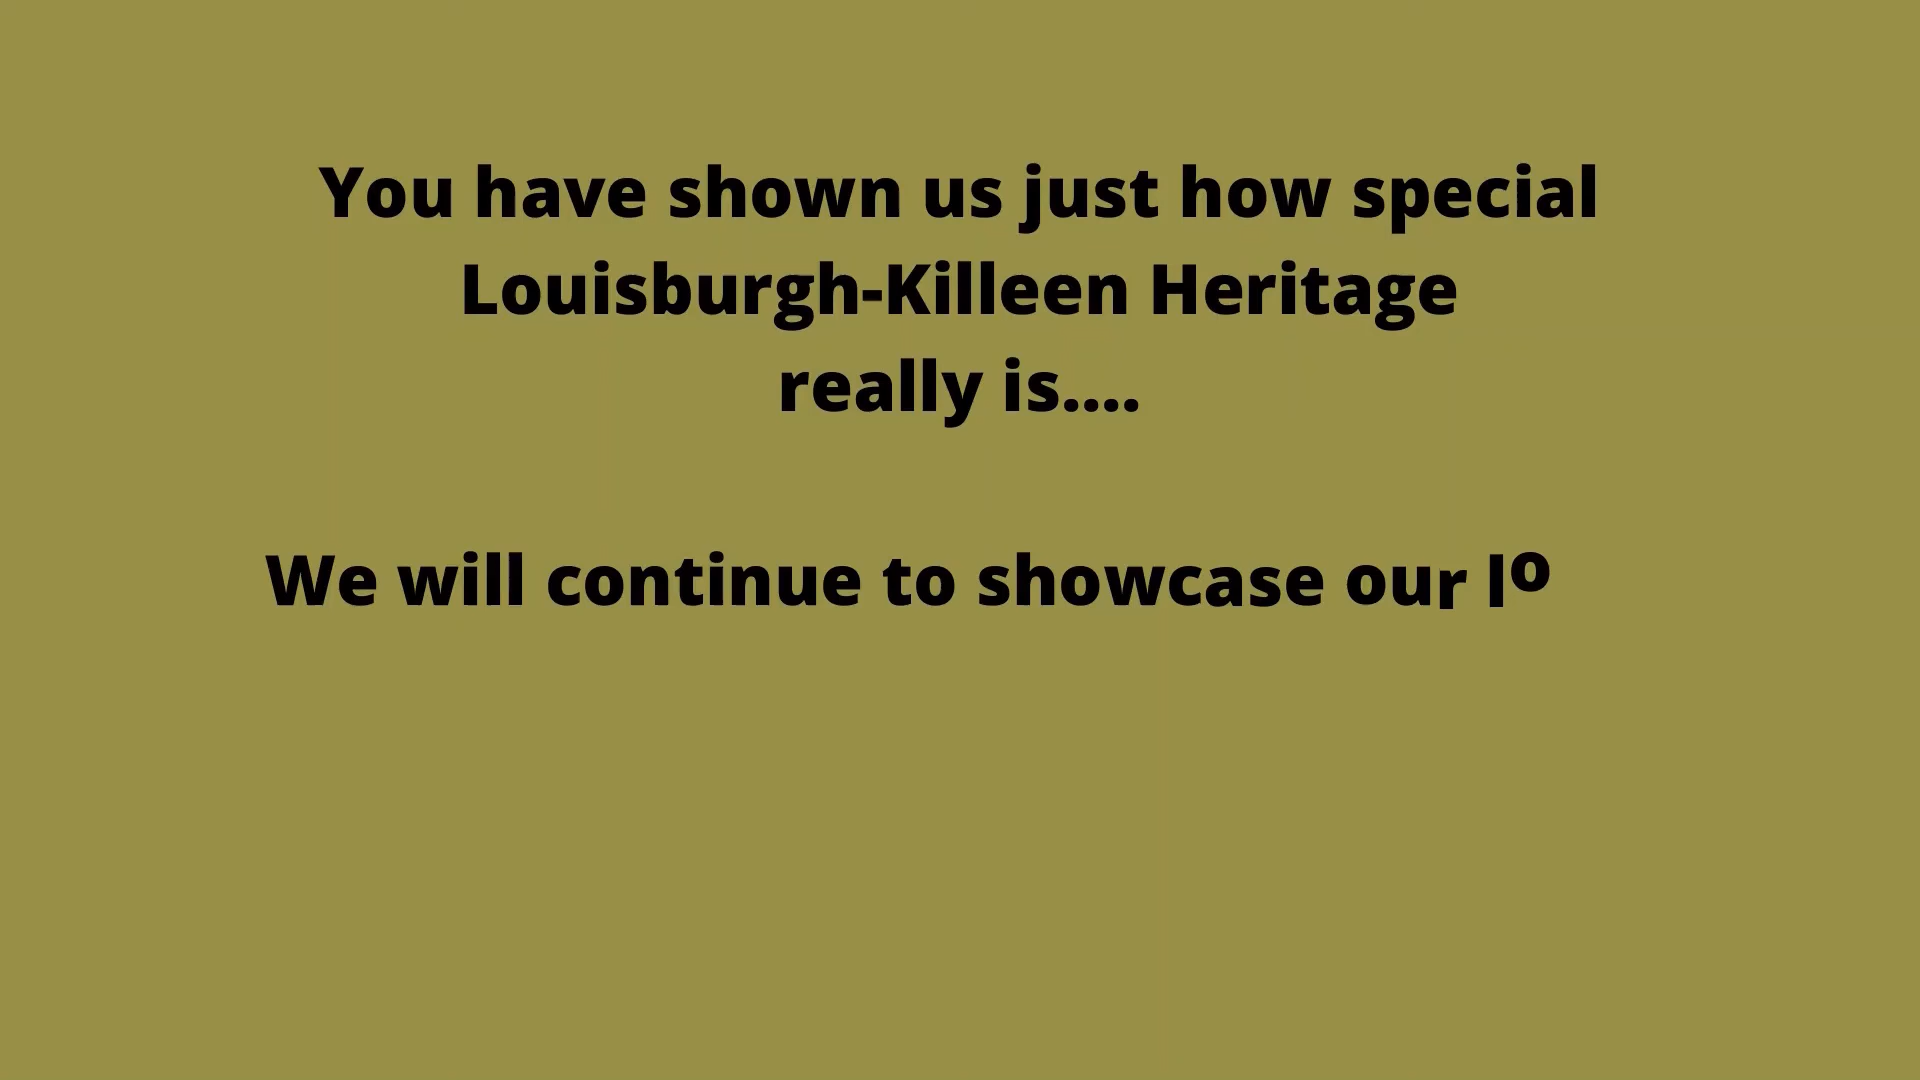 You have shown us just how special
Louisburgh-Killeen Heritage
really is....
We will continue to showcase our lo